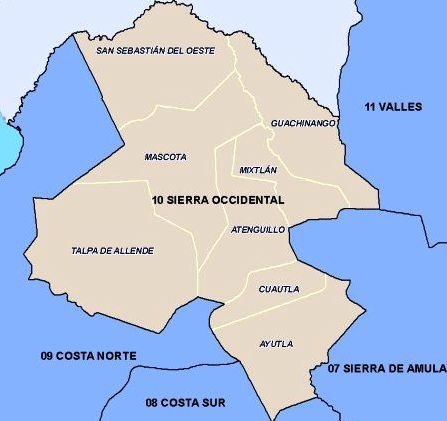 SAN SEBASTIÁN DEL OESTE
11 VALLES
GUACHINANGO
MASCOTA
MIXTLÁN
10 SIERRA OCCIDENTAL
ATENGUILLO
TALPA DE ALLENDE
CUAUTLA
AYUTLA
09 COSTA NORTE
07 SIERRA DE AMULA
08 COSTA SUR